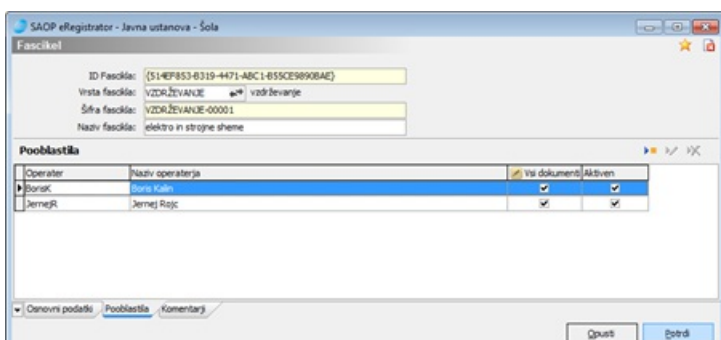 SAOP eRegistrator - Javna ustanova - Šola
Fascikel
ID Fascikla: {514EF853-B319-4471-ABC1-B55CE9890BAE}
Vrsta fascikla: VZDRŽEVANJE vzdrževanje
Šifra fascikla: VZDRŽEVANJE-00001
Naziv fascikla: elektro in strojne sheme
Pooblastila
Operater Naziv operaterja Vsi dokumenti Aktiven
BorisK Boris Kalin
JernejR Jernej Rojc
Osnovni podatki Pooblastila Komentarji
Opusti Potrdi